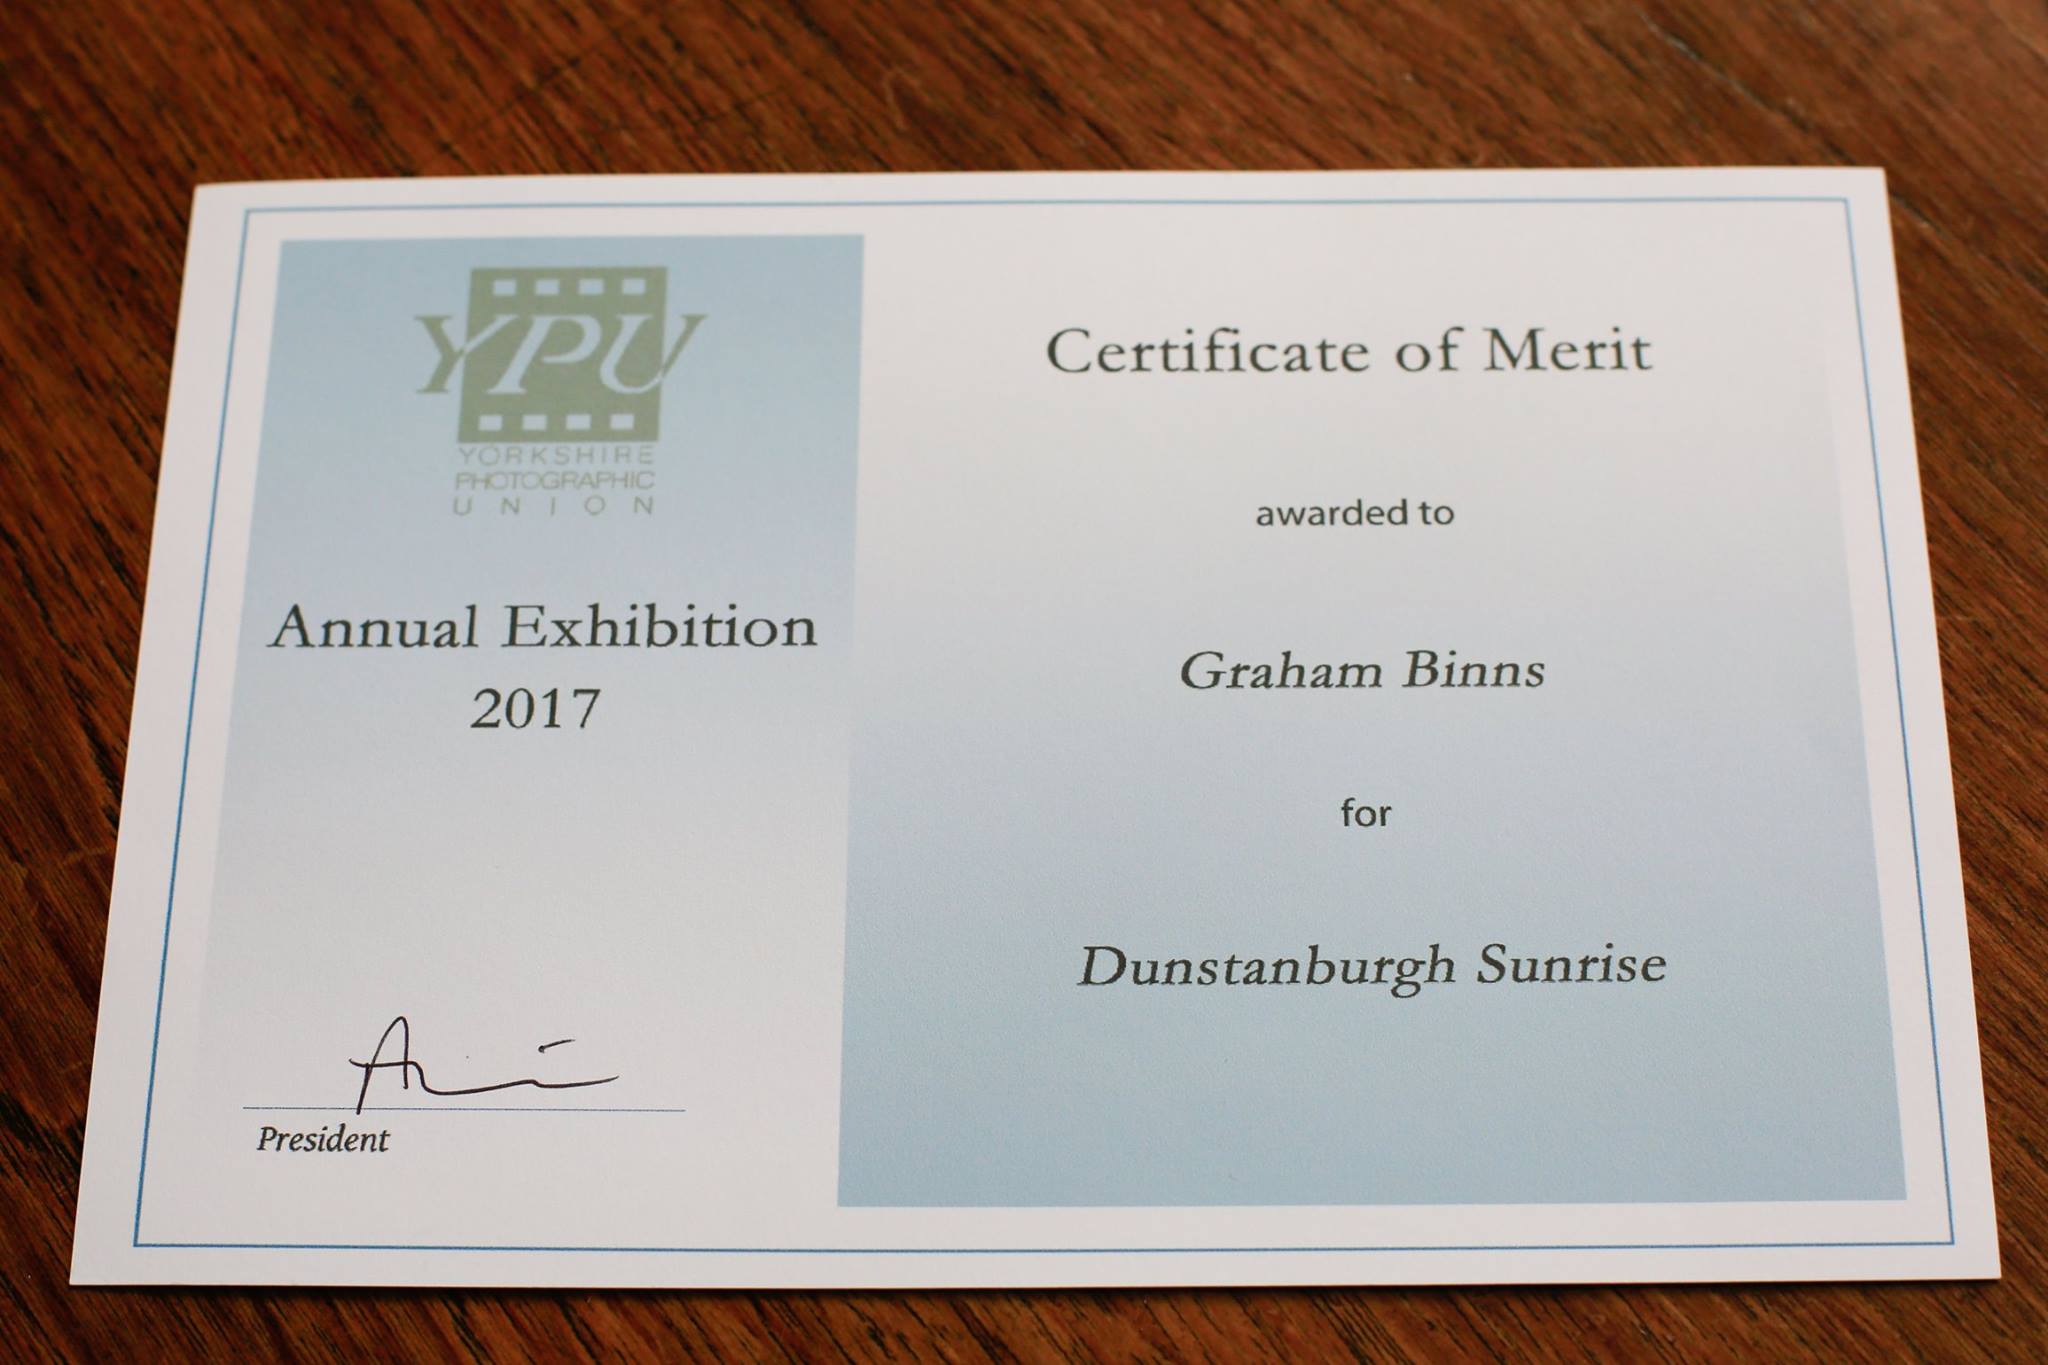 YPU
YORKSHIRE
PHOTOGRAPHIC
UNION
Annual Exhibition
2017
President
Certificate of Merit
awarded to
Graham Binns
for
Dunstanburgh Sunrise